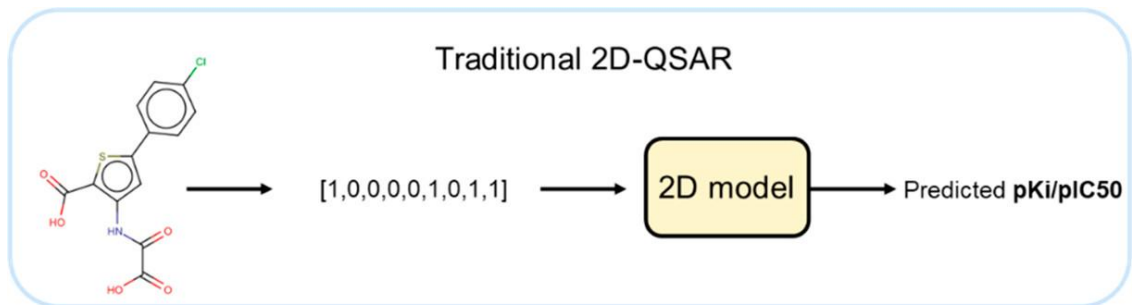 Traditional 2D-QSAR
Cl
S
O
HO
HN
O
HO
O
[1,0,0,0,0,1,0,1,1]
2D model
Predicted pKi/pIC50